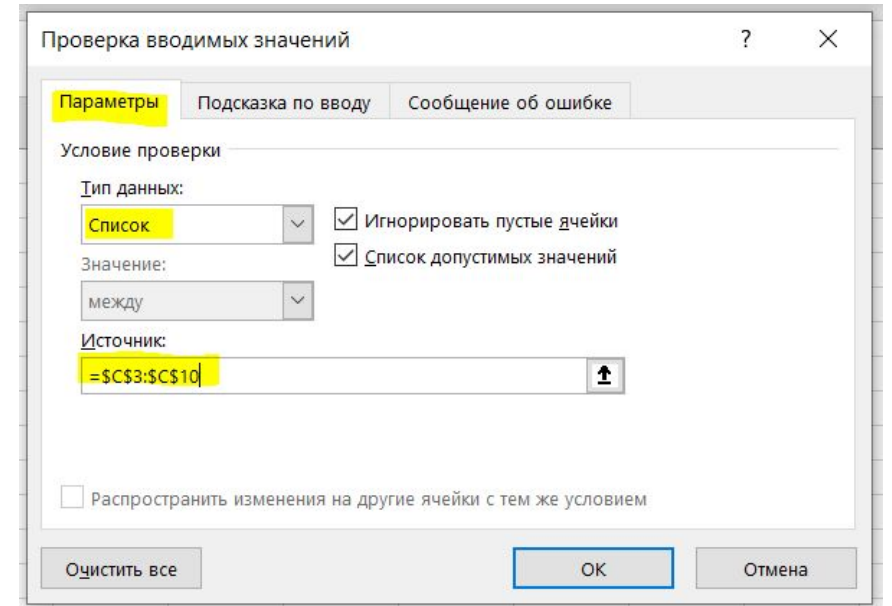 Проверка вводимых значений ?
Параметры Подсказка по вводу Сообщение об ошибке
Условие проверки
Тип данных:
Список Игнорировать пустые ячейки
Значение: Список допустимых значений
между
Источник:
=$C$3:$C$10
Распространить изменения на другие ячейки с тем же условием
Очистить все ОК Отмена